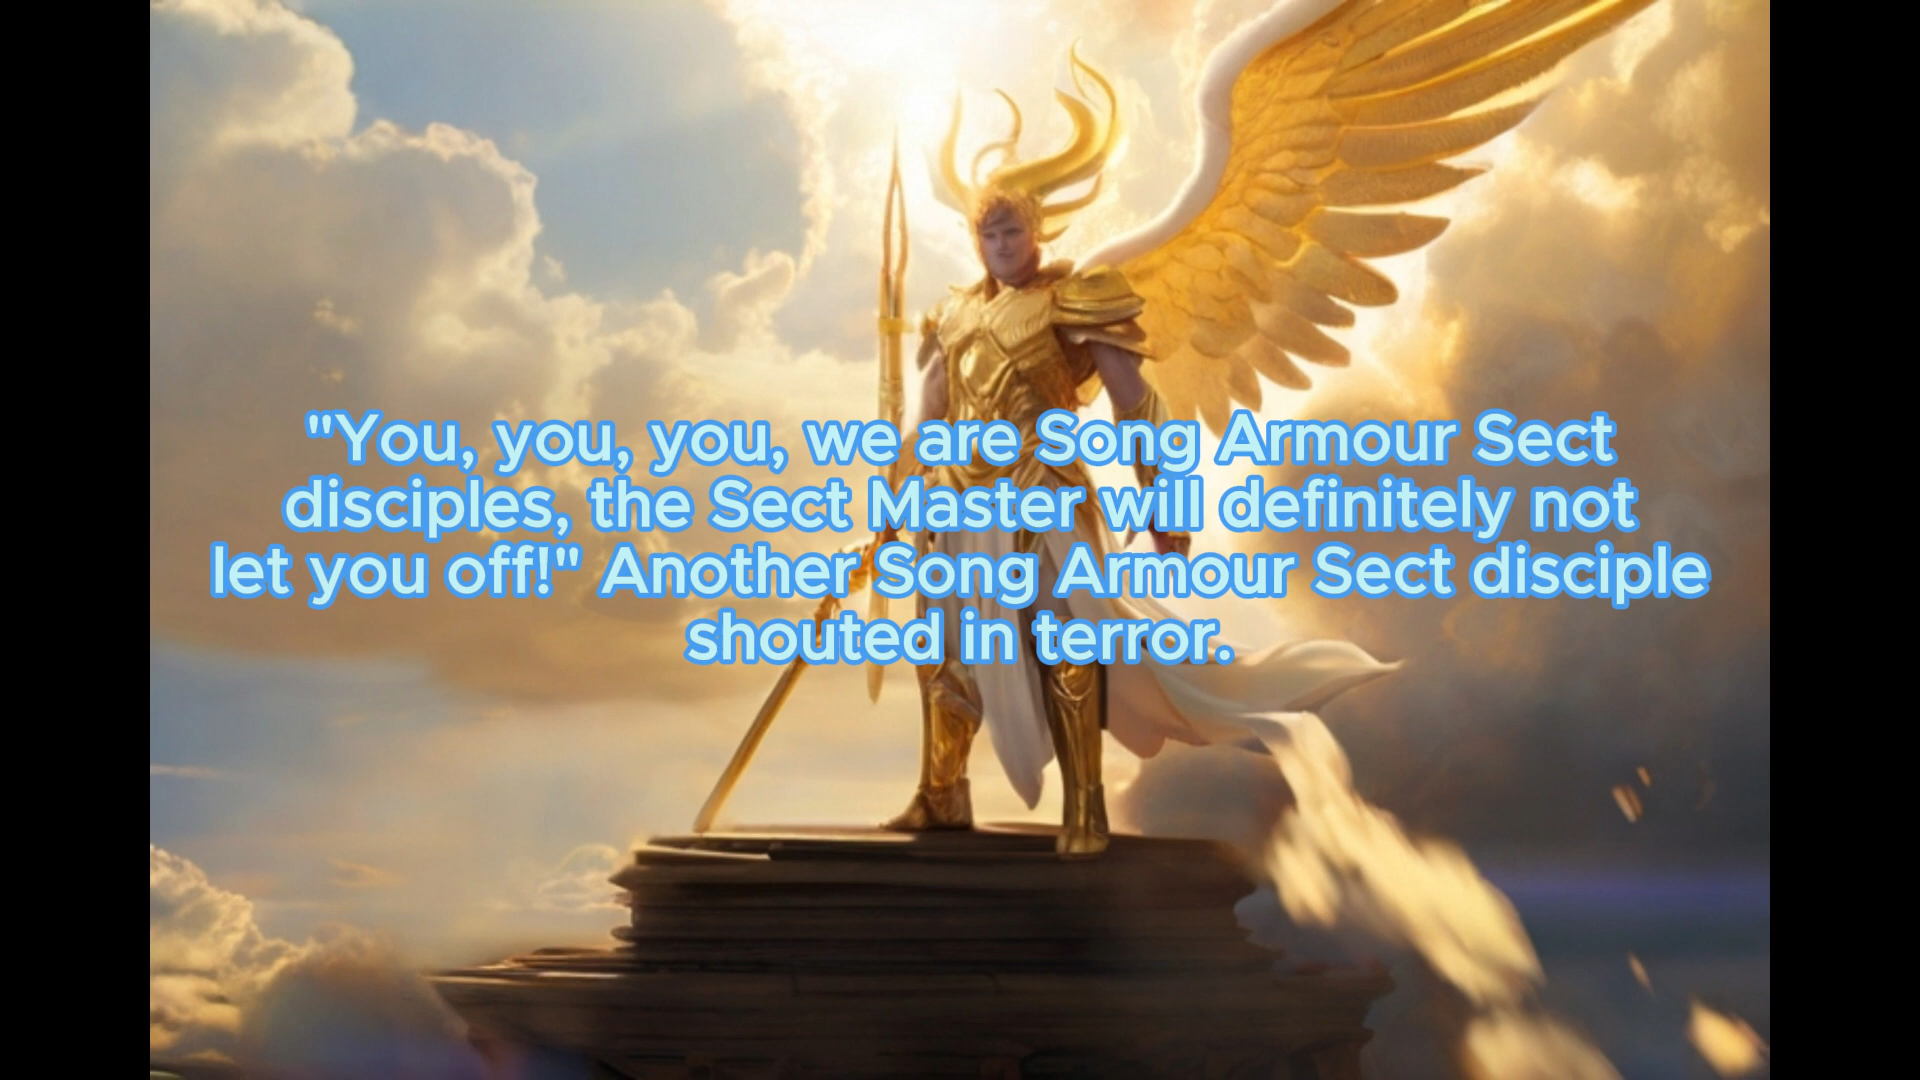 "You, you, you, we are Song Armour Sect
disciples, the Sect Master will definitely not
let you off!" Another Song Armour Sect disciple
shouted in terror.